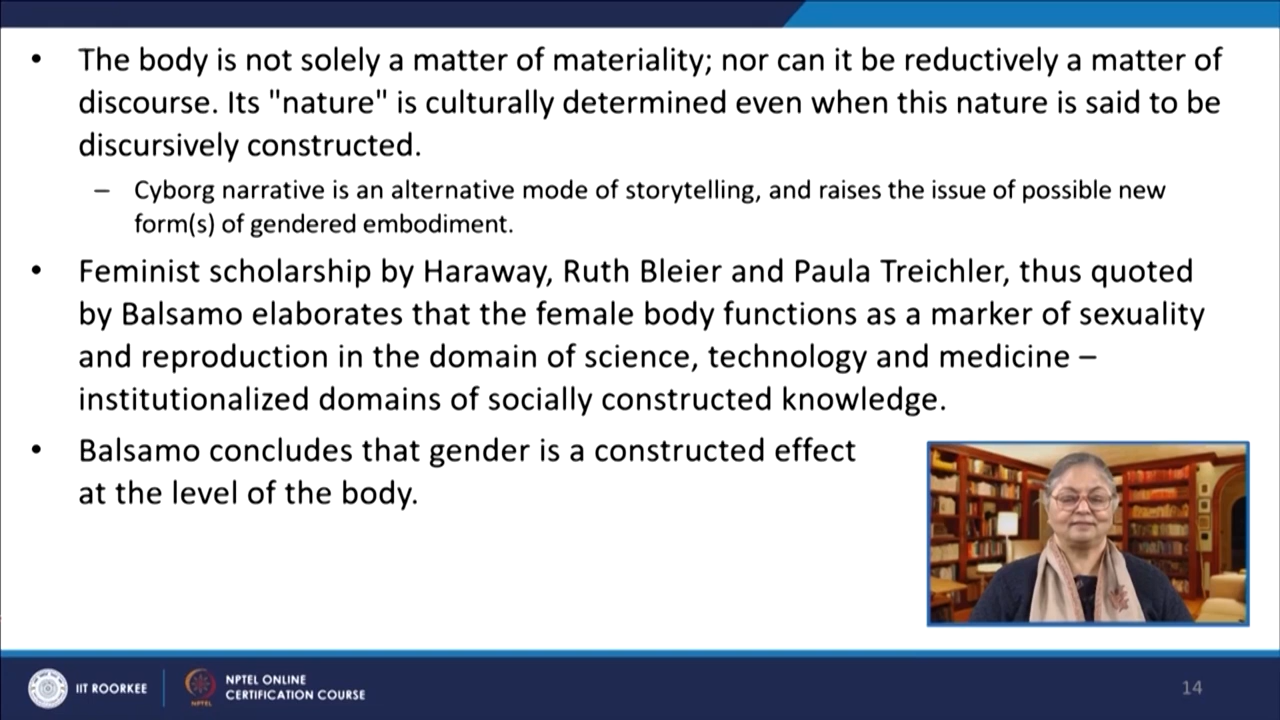 • The body is not solely a matter of materiality; nor can it be reductively a matter of
discourse. Its "nature" is culturally determined even when this nature is said to be
discursively constructed.
– Cyborg narrative is an alternative mode of storytelling, and raises the issue of possible new
form(s) of gendered embodiment.
• Feminist scholarship by Haraway, Ruth Bleier and Paula Treichler, thus quoted
by Balsamo elaborates that the female body functions as a marker of sexuality
and reproduction in the domain of science, technology and medicine –
institutionalized domains of socially constructed knowledge.
• Balsamo concludes that gender is a constructed effect
at the level of the body.
IIT ROORKEE
NPTEL
NPTEL ONLINE
CERTIFICATION COURSE
14